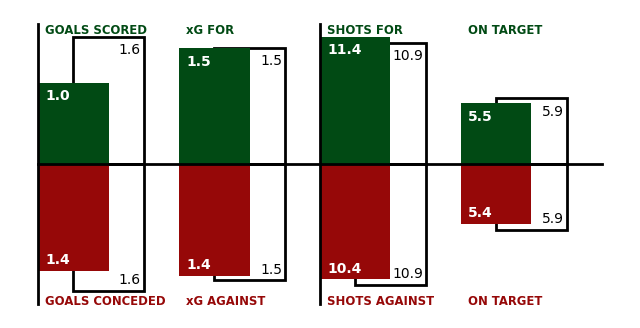 GOALS SCORED xG FOR SHOTS FOR ON TARGET
1.6 1.5 11.4 10.9
1.0 1.5 5.5 5.9
1.4 1.6 1.4 1.5 10.4 10.9 5.4 5.9
GOALS CONCEDED xG AGAINST SHOTS AGAINST ON TARGET